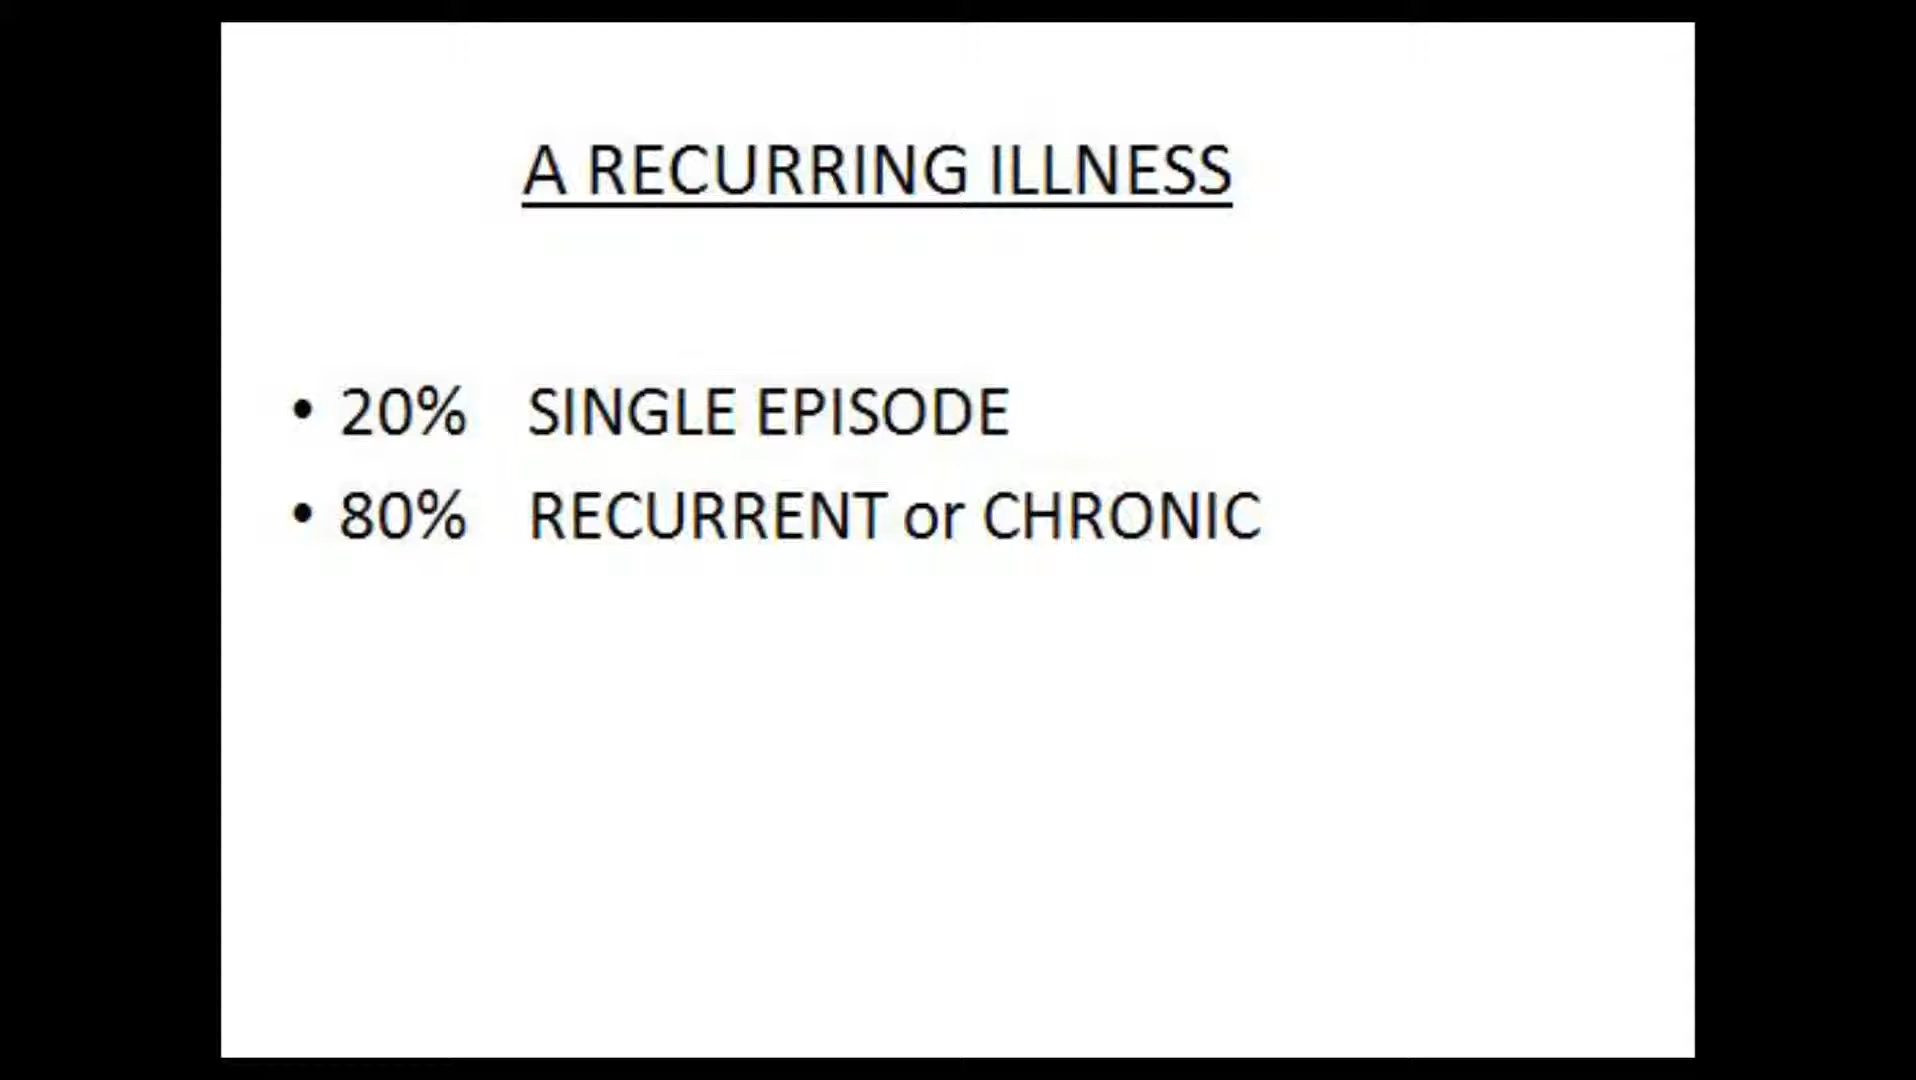 A RECURRING ILLNESS
• 20% SINGLE EPISODE
• 80% RECURRENT or CHRONIC